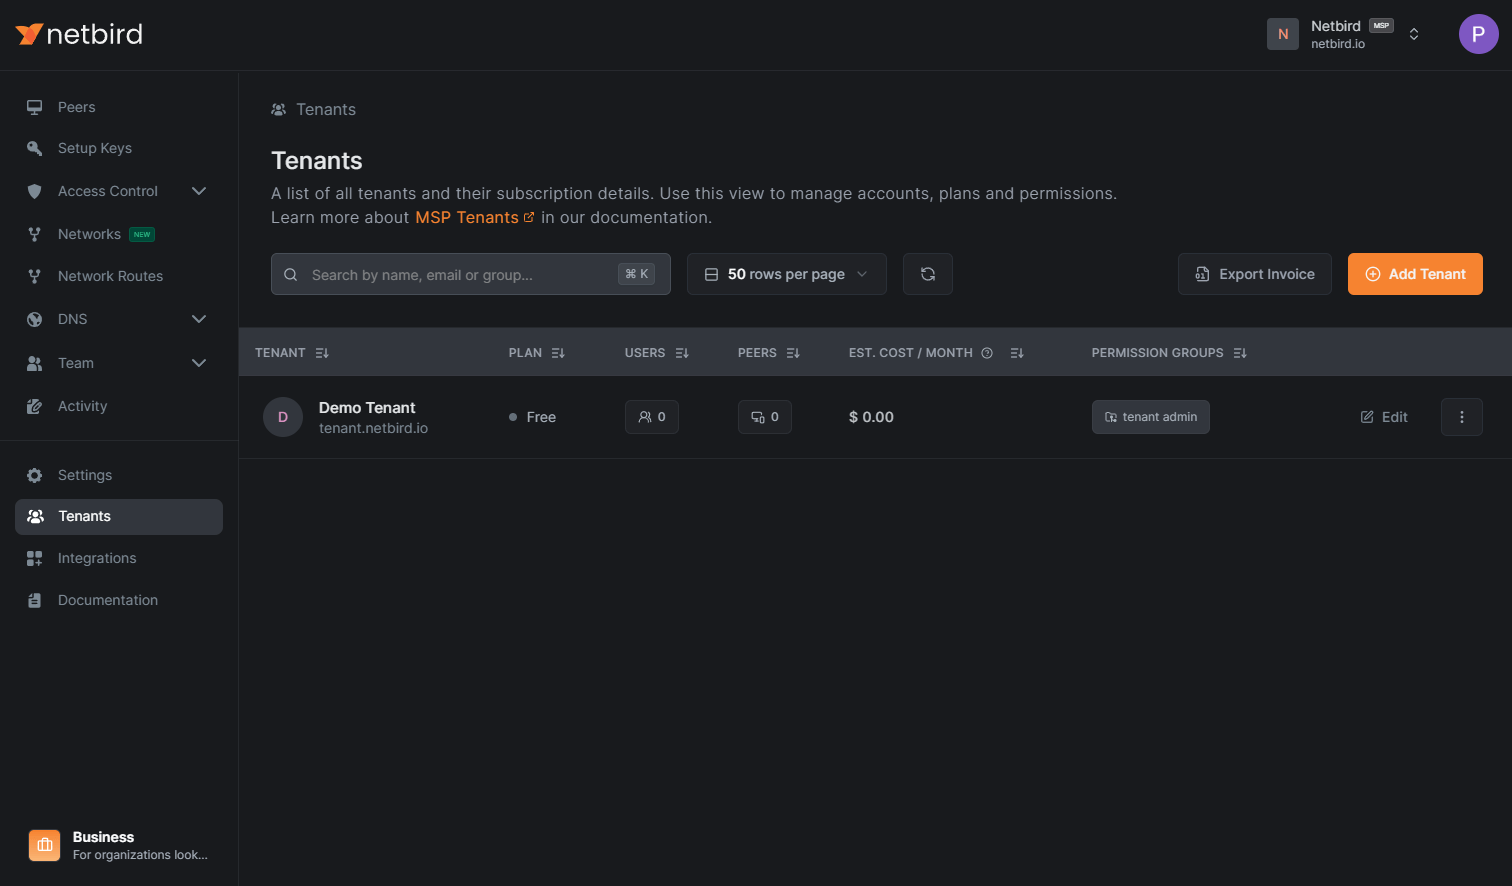 netbird
N
Netbird MSP
netbird.io
P
Peers
Setup Keys
Access Control
Networks NEW
Network Routes
DNS
Team
Activity
Settings
Tenants
Integrations
Documentation
Business
For organizations look...
Tenants
Tenants
A list of all tenants and their subscription details. Use this view to manage accounts, plans and permissions.
Learn more about MSP Tenants in our documentation.
Search by name, email or group... ⌘ K
50 rows per page
Export Invoice
Add Tenant
TENANT PLAN USERS PEERS EST. COST / MONTH PERMISSION GROUPS
D
Demo Tenant
tenant.netbird.io
Free
0
0
$ 0.00
tenant admin
Edit